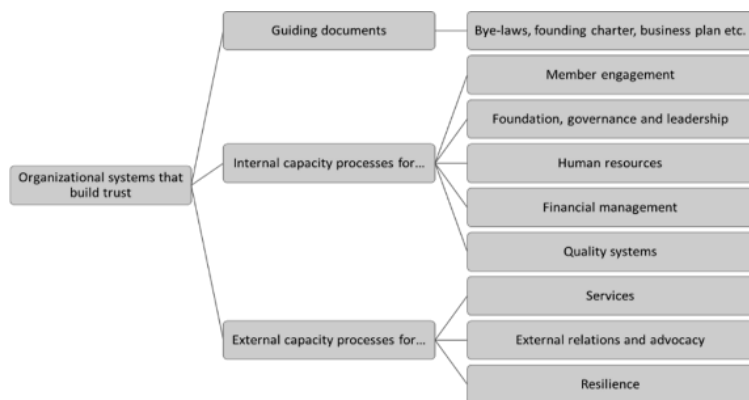 Guiding documents
Bye-laws, founding charter, business plan etc.
Member engagement
Foundation, governance and leadership
Organizational systems that
build trust
Internal capacity processes for...
Human resources
Financial management
Quality systems
Services
External capacity processes for...
External relations and advocacy
Resilience